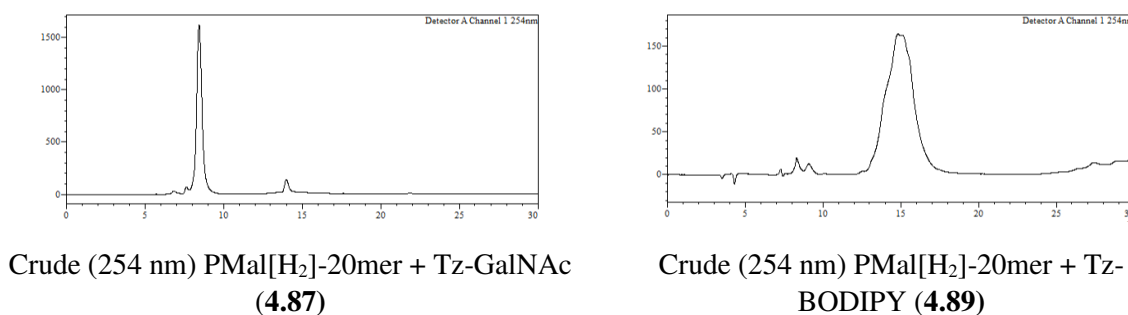 Detector A Channel 1 254nm
1500
1000
500
0
0 5 10 15 20 25 30
Crude (254 nm) PMal[H₂]-20mer + Tz-GalNAc
(4.87)
Detector A Channel 1 254nm
150
100
50
0
0 5 10 15 20 25 30
Crude (254 nm) PMal[H₂]-20mer + Tz-
BODIPY (4.89)